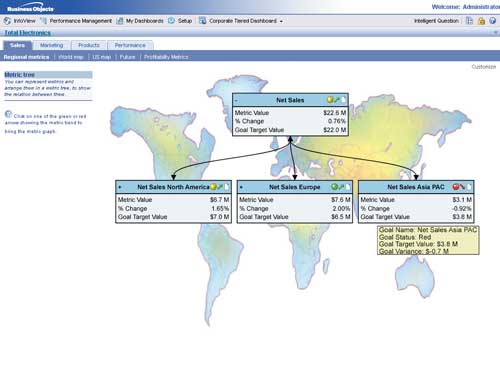 Business Objects
Welcome: Administrator
InfoView Performance Management My Dashboards Setup Corporate Tiered Dashboard Intelligent Question
Total Electronics
Sales Marketing Products Performance
Regional metrics World map US map Future Profitability Metrics
Customize
Metric tree
You can represent metrics and
arrange them in a metric tree, to show
the relation between them.
Click on one of the green or red
arrow showing the metric trend to
bring the metric graph.
- Net Sales
Metric Value $22.6 M
% Change 0.76%
Goal Target Value $22.0 M
+ Net Sales North America
Metric Value $6.7 M
% Change 1.65%
Goal Target Value $7.0 M
+ Net Sales Europe
Metric Value $7.6 M
% Change 2.00%
Goal Target Value $6.5 M
Net Sales Asia PAC
Metric Value $3.1 M
% Change -0.92%
Goal Target Value $3.8 M
Goal Name: Net Sales Asia PAC
Goal Status: Red
Goal Target Value: $3.8 M
Goal Variance: $-0.7 M